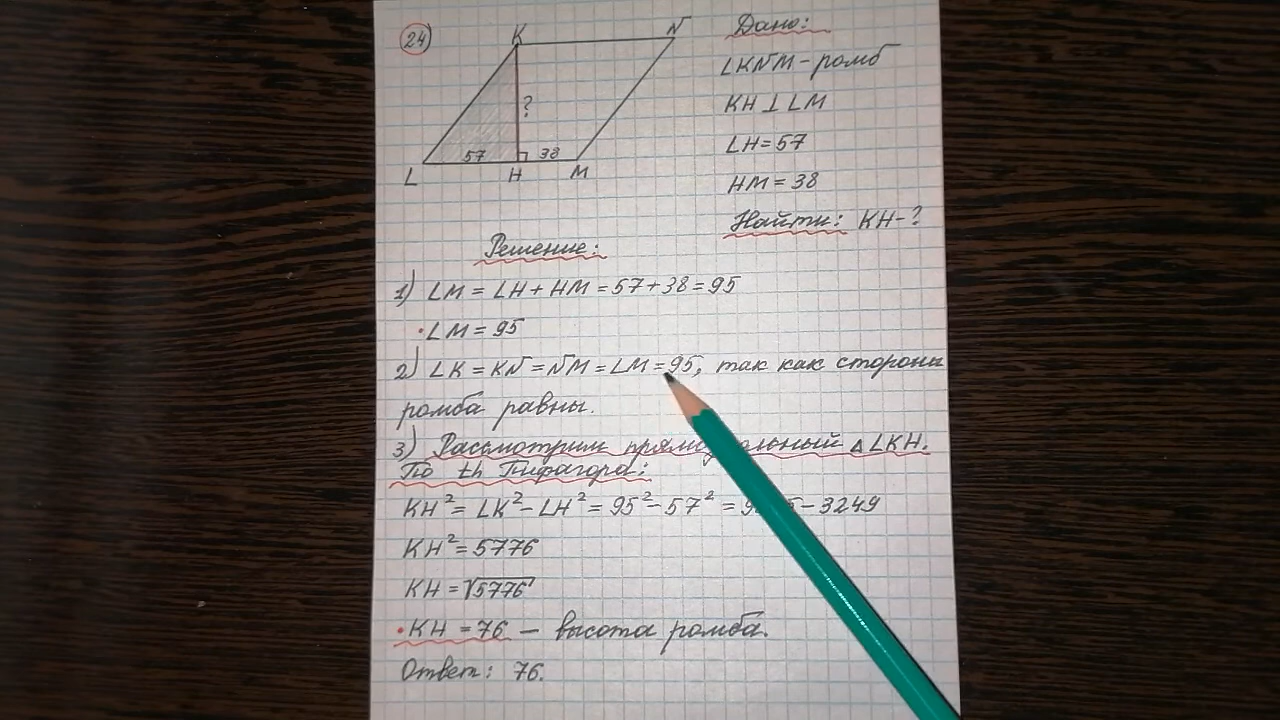 24)
K
N
?
57
38
L
H
M
Дано:
LKNM - ромб
KH ⊥ LM
LH = 57
HM = 38
Найти: KH - ?
Решение:
1) LM = LH + HM = 57 + 38 = 95
• LM = 95
2) LK = KN = NM = LM = 95, так как стороны
ромба равны.
3) Рассмотрим △LKH.
По th Пифагора:
KH² = LK² - LH² = 95² - 57² = - 3249
KH² = 5776
KH = √5776
• KH = 76 — высота ромба.
Ответ: 76.